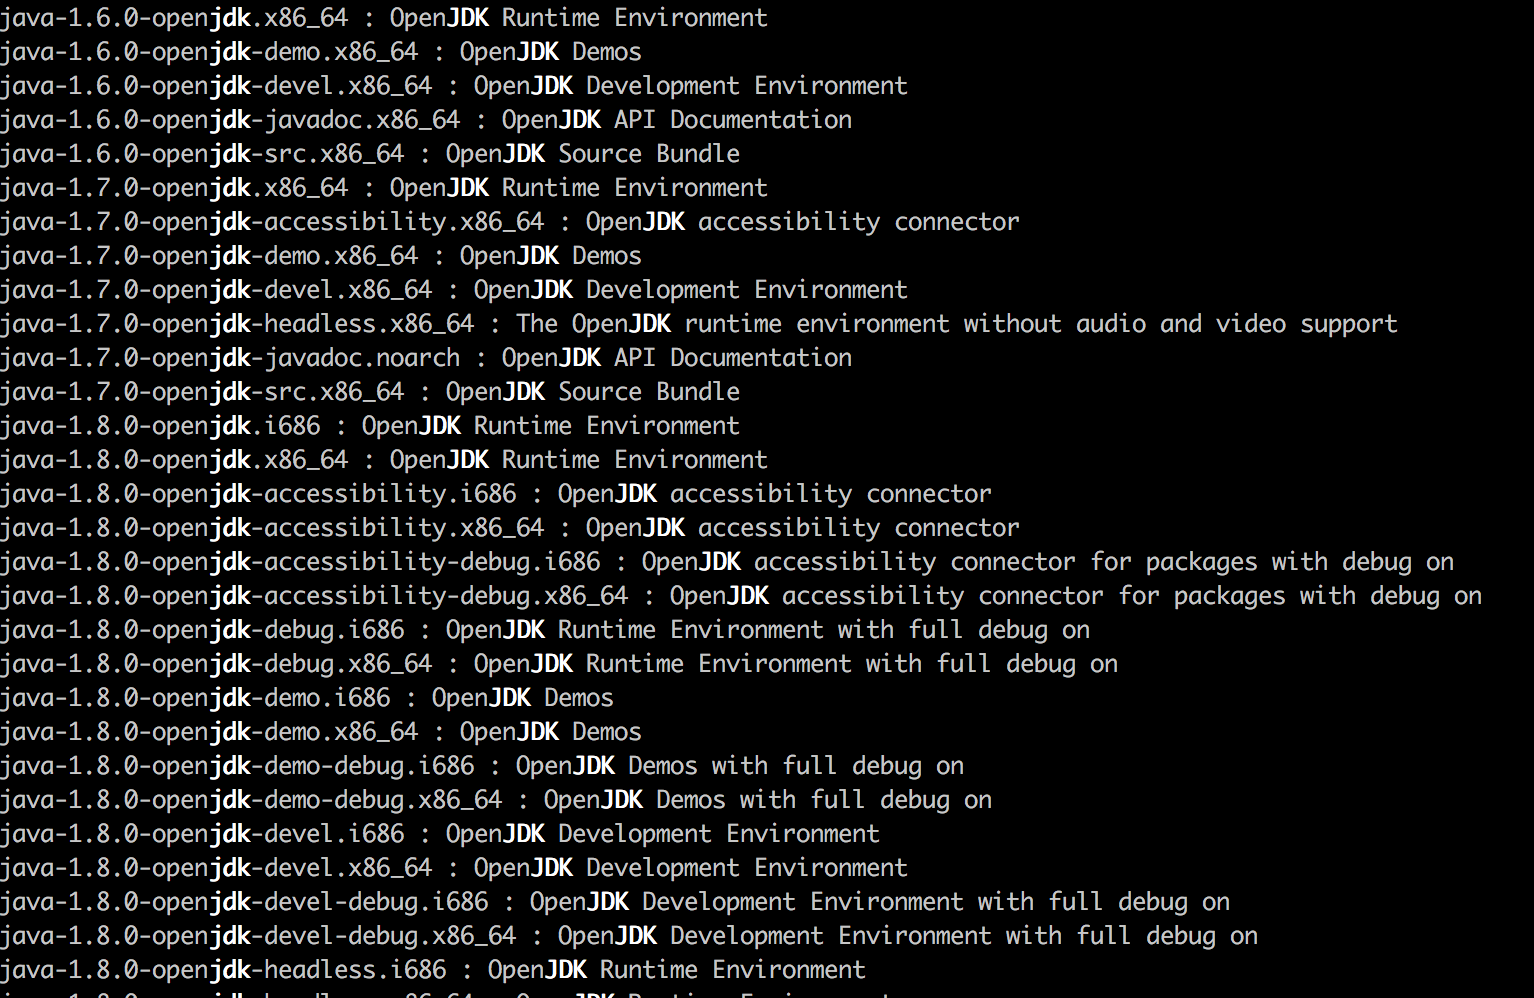 java-1.6.0-openjdk.x86_64 : OpenJDK Runtime Environment
java-1.6.0-openjdk-demo.x86_64 : OpenJDK Demos
java-1.6.0-openjdk-devel.x86_64 : OpenJDK Development Environment
java-1.6.0-openjdk-javadoc.x86_64 : OpenJDK API Documentation
java-1.6.0-openjdk-src.x86_64 : OpenJDK Source Bundle
java-1.7.0-openjdk.x86_64 : OpenJDK Runtime Environment
java-1.7.0-openjdk-accessibility.x86_64 : OpenJDK accessibility connector
java-1.7.0-openjdk-demo.x86_64 : OpenJDK Demos
java-1.7.0-openjdk-devel.x86_64 : OpenJDK Development Environment
java-1.7.0-openjdk-headless.x86_64 : The OpenJDK runtime environment without audio and video support
java-1.7.0-openjdk-javadoc.noarch : OpenJDK API Documentation
java-1.7.0-openjdk-src.x86_64 : OpenJDK Source Bundle
java-1.8.0-openjdk.i686 : OpenJDK Runtime Environment
java-1.8.0-openjdk.x86_64 : OpenJDK Runtime Environment
java-1.8.0-openjdk-accessibility.i686 : OpenJDK accessibility connector
java-1.8.0-openjdk-accessibility.x86_64 : OpenJDK accessibility connector
java-1.8.0-openjdk-accessibility-debug.i686 : OpenJDK accessibility connector for packages with debug on
java-1.8.0-openjdk-accessibility-debug.x86_64 : OpenJDK accessibility connector for packages with debug on
java-1.8.0-openjdk-debug.i686 : OpenJDK Runtime Environment with full debug on
java-1.8.0-openjdk-debug.x86_64 : OpenJDK Runtime Environment with full debug on
java-1.8.0-openjdk-demo.i686 : OpenJDK Demos
java-1.8.0-openjdk-demo.x86_64 : OpenJDK Demos
java-1.8.0-openjdk-demo-debug.i686 : OpenJDK Demos with full debug on
java-1.8.0-openjdk-demo-debug.x86_64 : OpenJDK Demos with full debug on
java-1.8.0-openjdk-devel.i686 : OpenJDK Development Environment
java-1.8.0-openjdk-devel.x86_64 : OpenJDK Development Environment
java-1.8.0-openjdk-devel-debug.i686 : OpenJDK Development Environment with full debug on
java-1.8.0-openjdk-devel-debug.x86_64 : OpenJDK Development Environment with full debug on
java-1.8.0-openjdk-headless.i686 : OpenJDK Runtime Environment